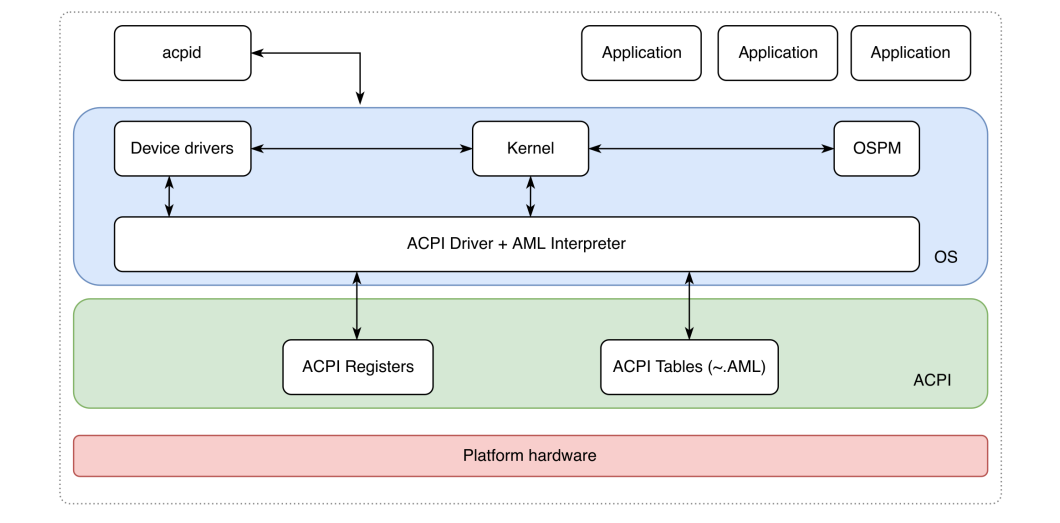 acpid
Application
Application
Application
Device drivers
Kernel
OSPM
ACPI Driver + AML Interpreter
OS
ACPI Registers
ACPI Tables (~.AML)
ACPI
Platform hardware